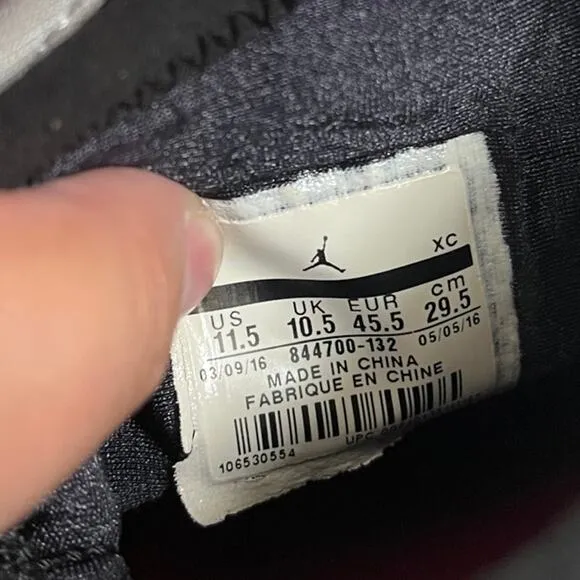 XC
US UK EUR cm
11.5 10.5 45.5 29.5
03/09/16 844700-132 05/05/16
MADE IN CHINA
FABRIQUE EN CHINE
106530554 UPC